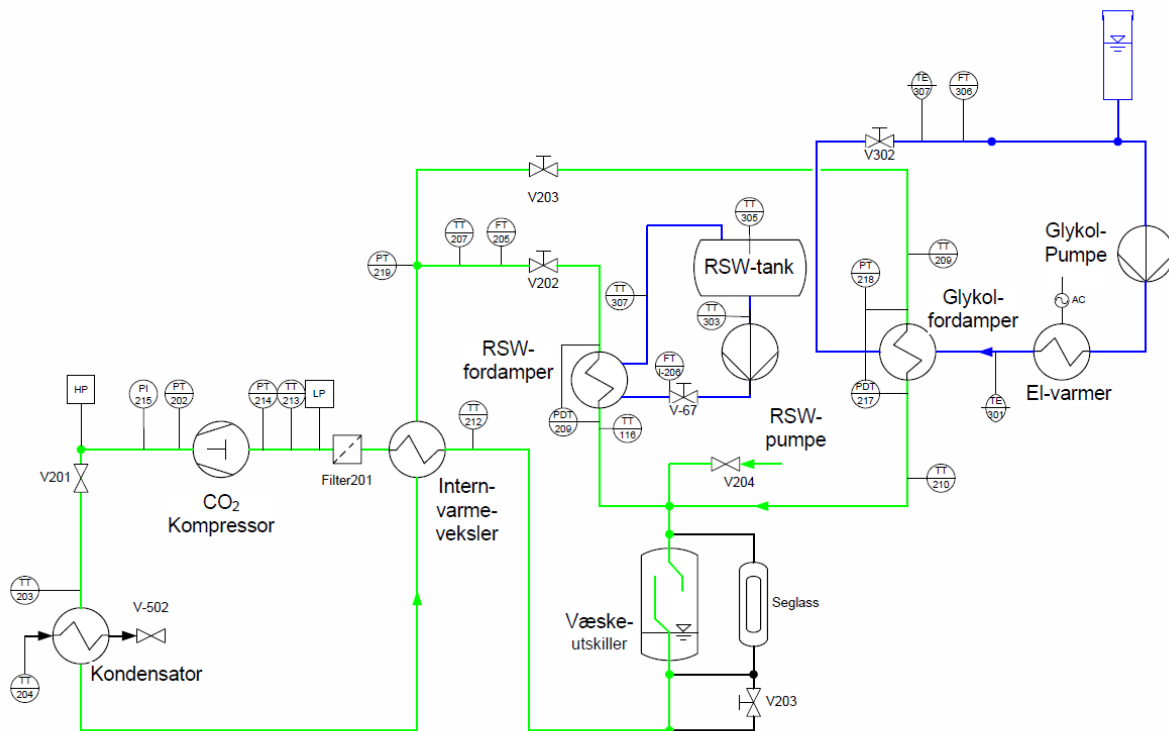 TE
307
FT
306
V302
V203
TT
207
FT
205
V202
PT
219
TT
305
RSW-tank
TT
307
TT
303
RSW-
fordamper
FT
I-206
V-67
PDT
209
TT
116
Glykol-
Pumpe
AC
TT
209
PT
218
Glykol-
fordamper
PDT
217
El-varmer
TE
301
RSW-
pumpe
V204
TT
210
HP
PI
215
PT
202
PT
214
TT
213
LP
TT
212
V201
Filter201
CO2
Kompressor
Intern-
varme-
veksler
TT
203
V-502
Kondensator
TT
204
Væske-
utskiller
Seglass
V203